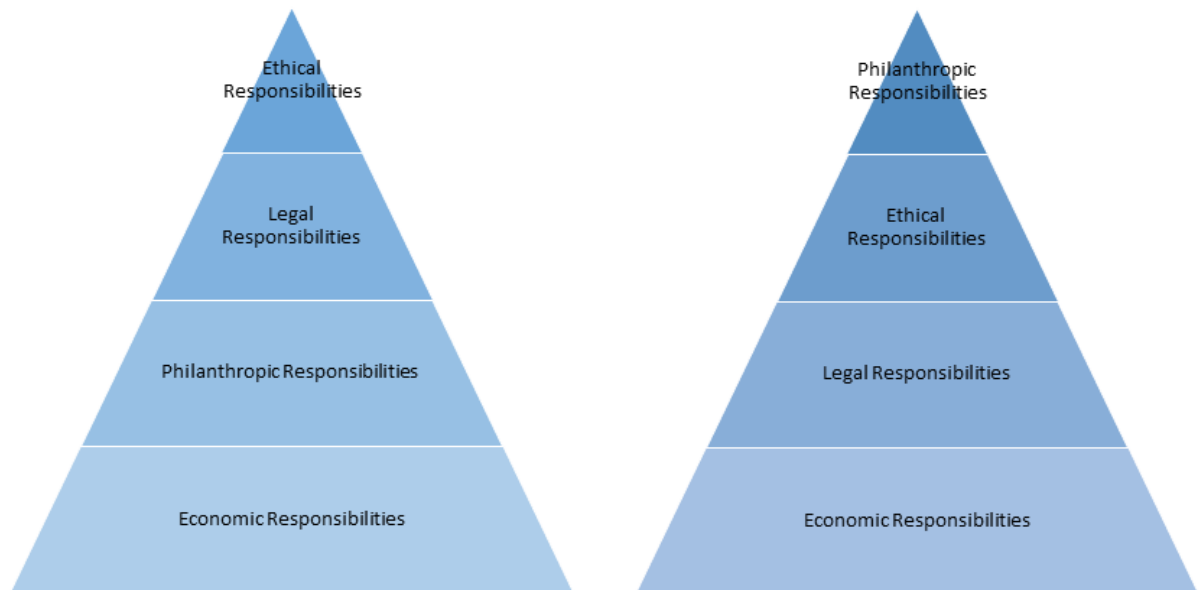 Ethical
Responsibilities
Legal
Responsibilities
Philanthropic Responsibilities
Economic Responsibilities
Philanthropic
Responsibilities
Ethical
Responsibilities
Legal Responsibilities
Economic Responsibilities